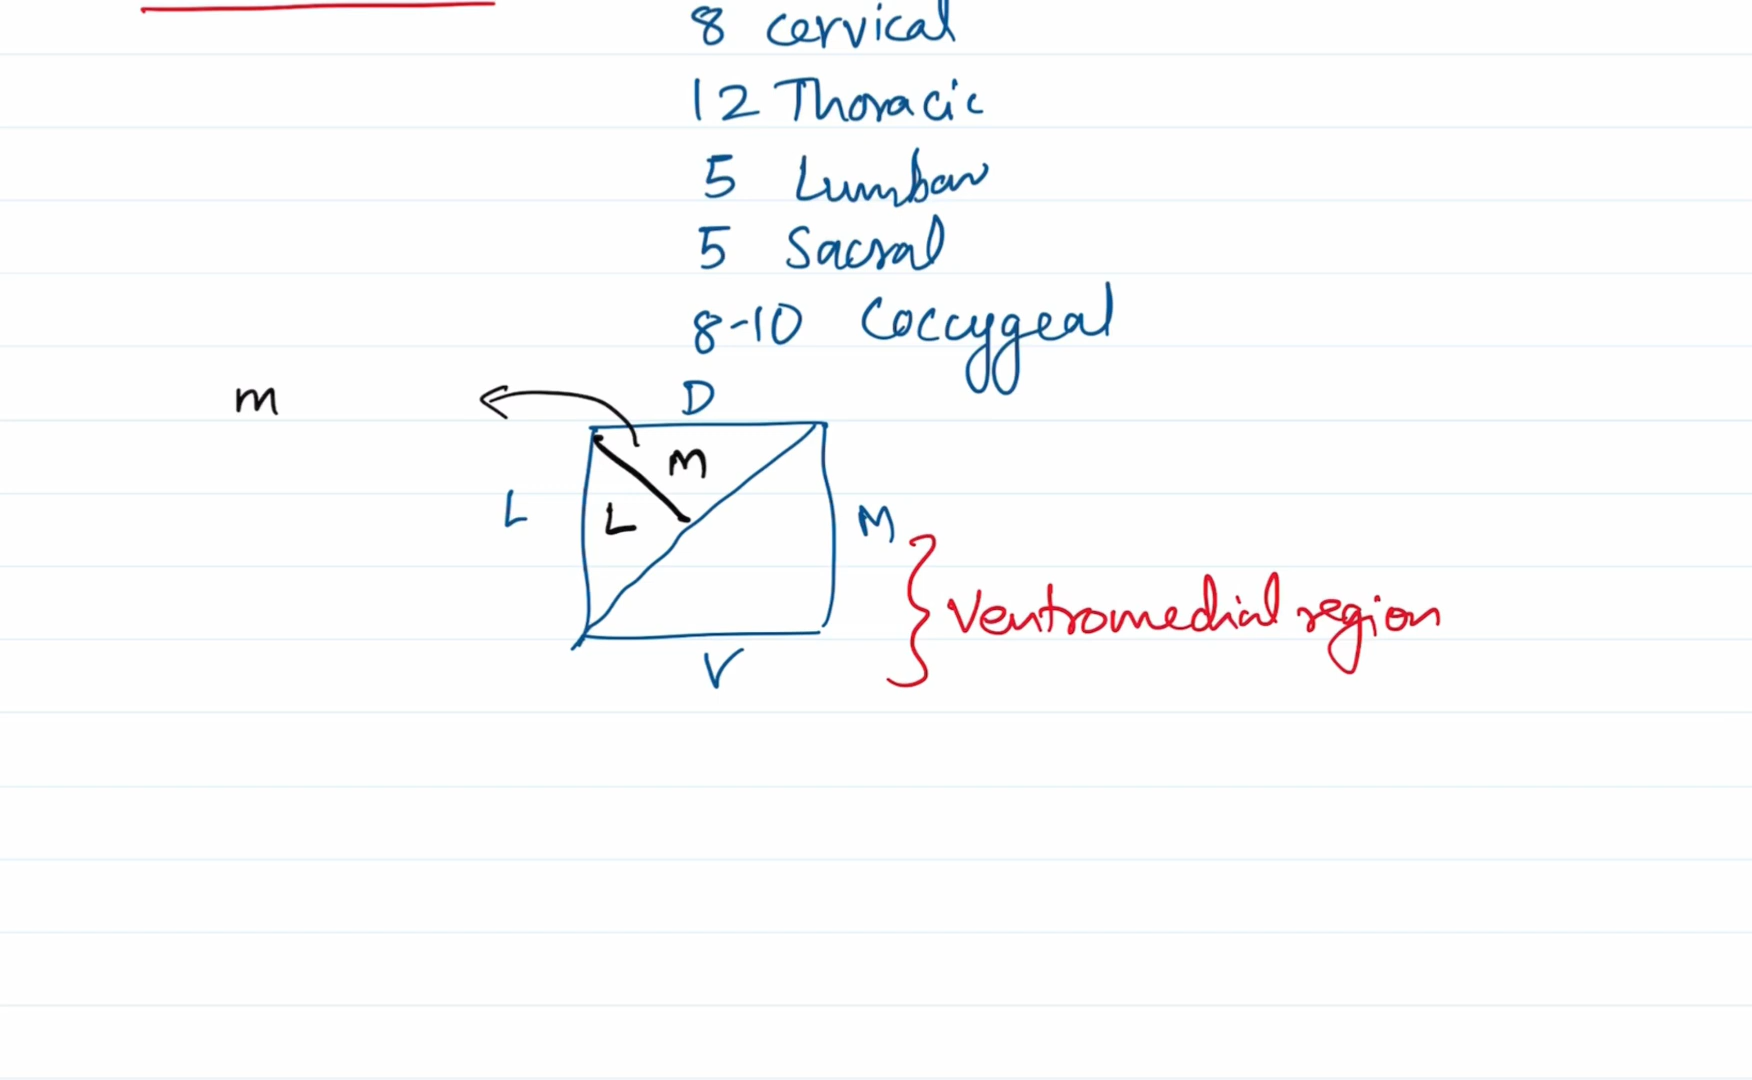 8 cervical
12 Thoracic
5 Lumbar
5 Sacral
8-10 Coccygeal
m
D
M
L
L
M
Ventromedial region
V